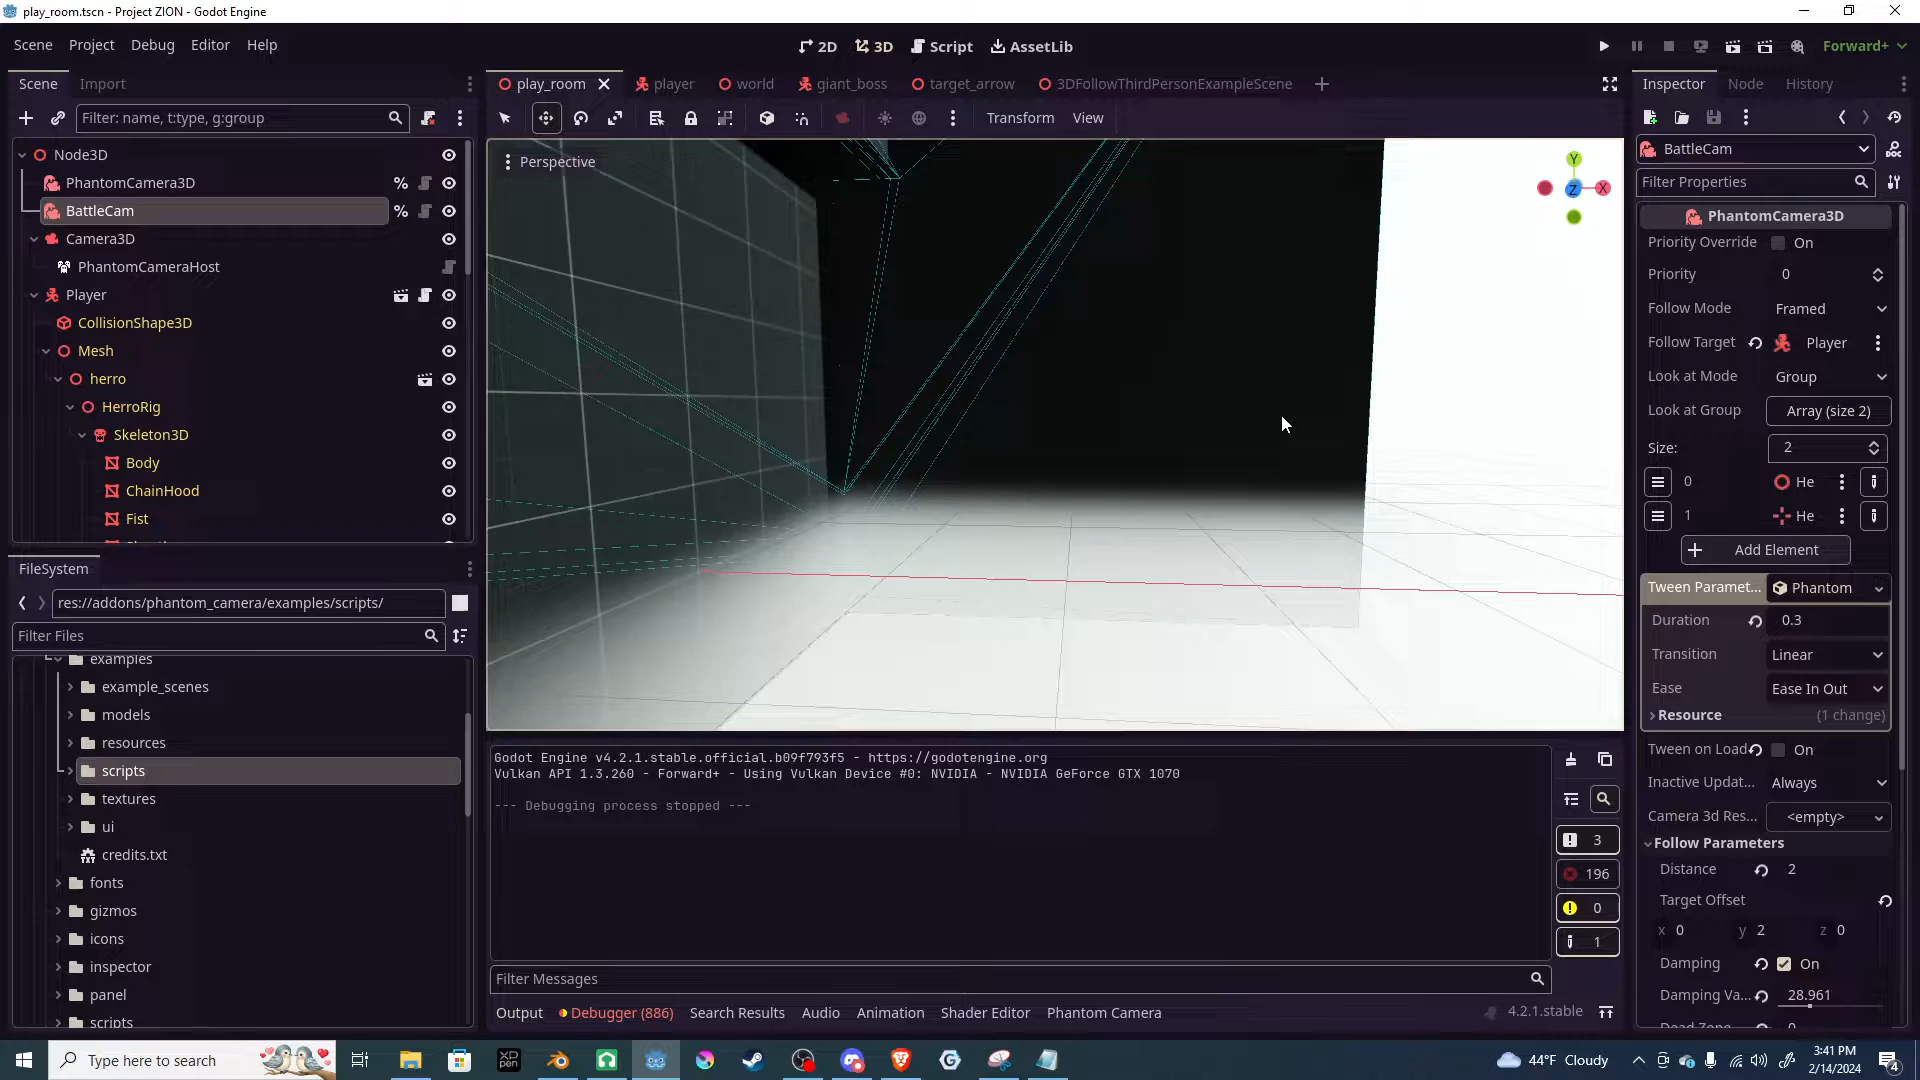 play_room.tscn - Project ZION - Godot Engine
Scene Project Debug Editor Help
2D 3D Script AssetLib
Forward+
Scene Import
play_room player world giant_boss target_arrow 3DFollowThirdPersonExampleScene
Inspector Node History
Filter: name, t:type, g:group
Transform View
Node3D
PhantomCamera3D
BattleCam
Camera3D
PhantomCameraHost
Player
CollisionShape3D
Mesh
herro
HerroRig
Skeleton3D
Body
ChainHood
Fist
FileSystem
res://addons/phantom_camera/examples/scripts/
Filter Files
examples
example_scenes
models
resources
scripts
textures
ui
credits.txt
fonts
gizmos
icons
inspector
panel
scripts
Perspective
Y
Z
X
Godot Engine v4.2.1.stable.official.b09f793f5 - https://godotengine.org
Vulkan API 1.3.260 - Forward+ - Using Vulkan Device #0: NVIDIA - NVIDIA GeForce GTX 1070
--- Debugging process stopped ---
3
196
0
1
Filter Messages
Output Debugger (886) Search Results Audio Animation Shader Editor Phantom Camera
4.2.1.stable
BattleCam
Filter Properties
PhantomCamera3D
Priority Override On
Priority 0
Follow Mode Framed
Follow Target Player
Look at Mode Group
Look at Group Array (size 2)
Size: 2
0 He
1 He
Add Element
Tween Paramet... Phantom
Duration 0.3
Transition Linear
Ease Ease In Out
Resource (1 change)
Tween on Load On
Inactive Updat... Always
Camera 3d Res... <empty>
Follow Parameters
Distance 2
Target Offset
x 0 y 2 z 0
Damping On
Damping Va... 28.961
Dead Zone 0
Type here to search
XP
pen
44°F Cloudy
3:41 PM
2/14/2024
4